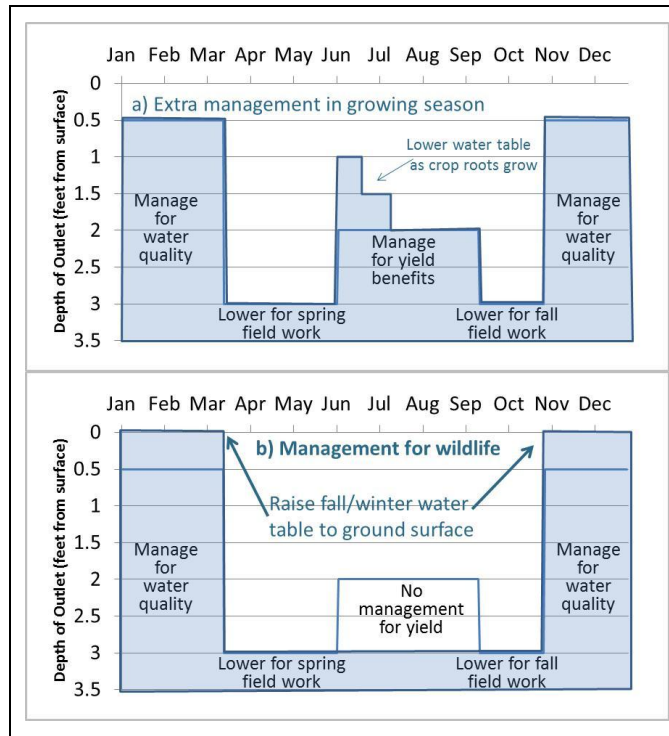 Jan Feb Mar Apr May Jun Jul Aug Sep Oct Nov Dec
Depth of Outlet (feet from surface)
0
0.5
1
1.5
2
2.5
3
3.5
a) Extra management in growing season
Lower water table
as crop roots grow
Manage
for
water
quality
Manage
for yield
benefits
Manage
for
water
quality
Lower for spring
field work
Lower for fall
field work
Jan Feb Mar Apr May Jun Jul Aug Sep Oct Nov Dec
Depth of Outlet (feet from surface)
0
0.5
1
1.5
2
2.5
3
3.5
b) Management for wildlife
Raise fall/winter water
table to ground surface
Manage
for
water
quality
No
management
for yield
Manage
for
water
quality
Lower for spring
field work
Lower for fall
field work